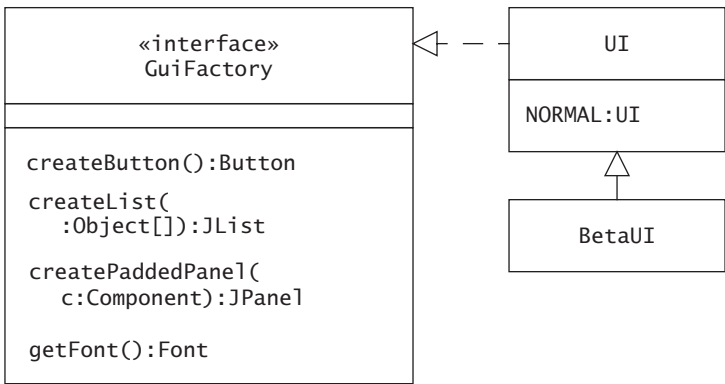 «interface»
GuiFactory
createButton():Button
createList(
:Object[]):JList
createPaddedPanel(
c:Component):JPanel
getFont():Font
UI
NORMAL:UI
BetaUI